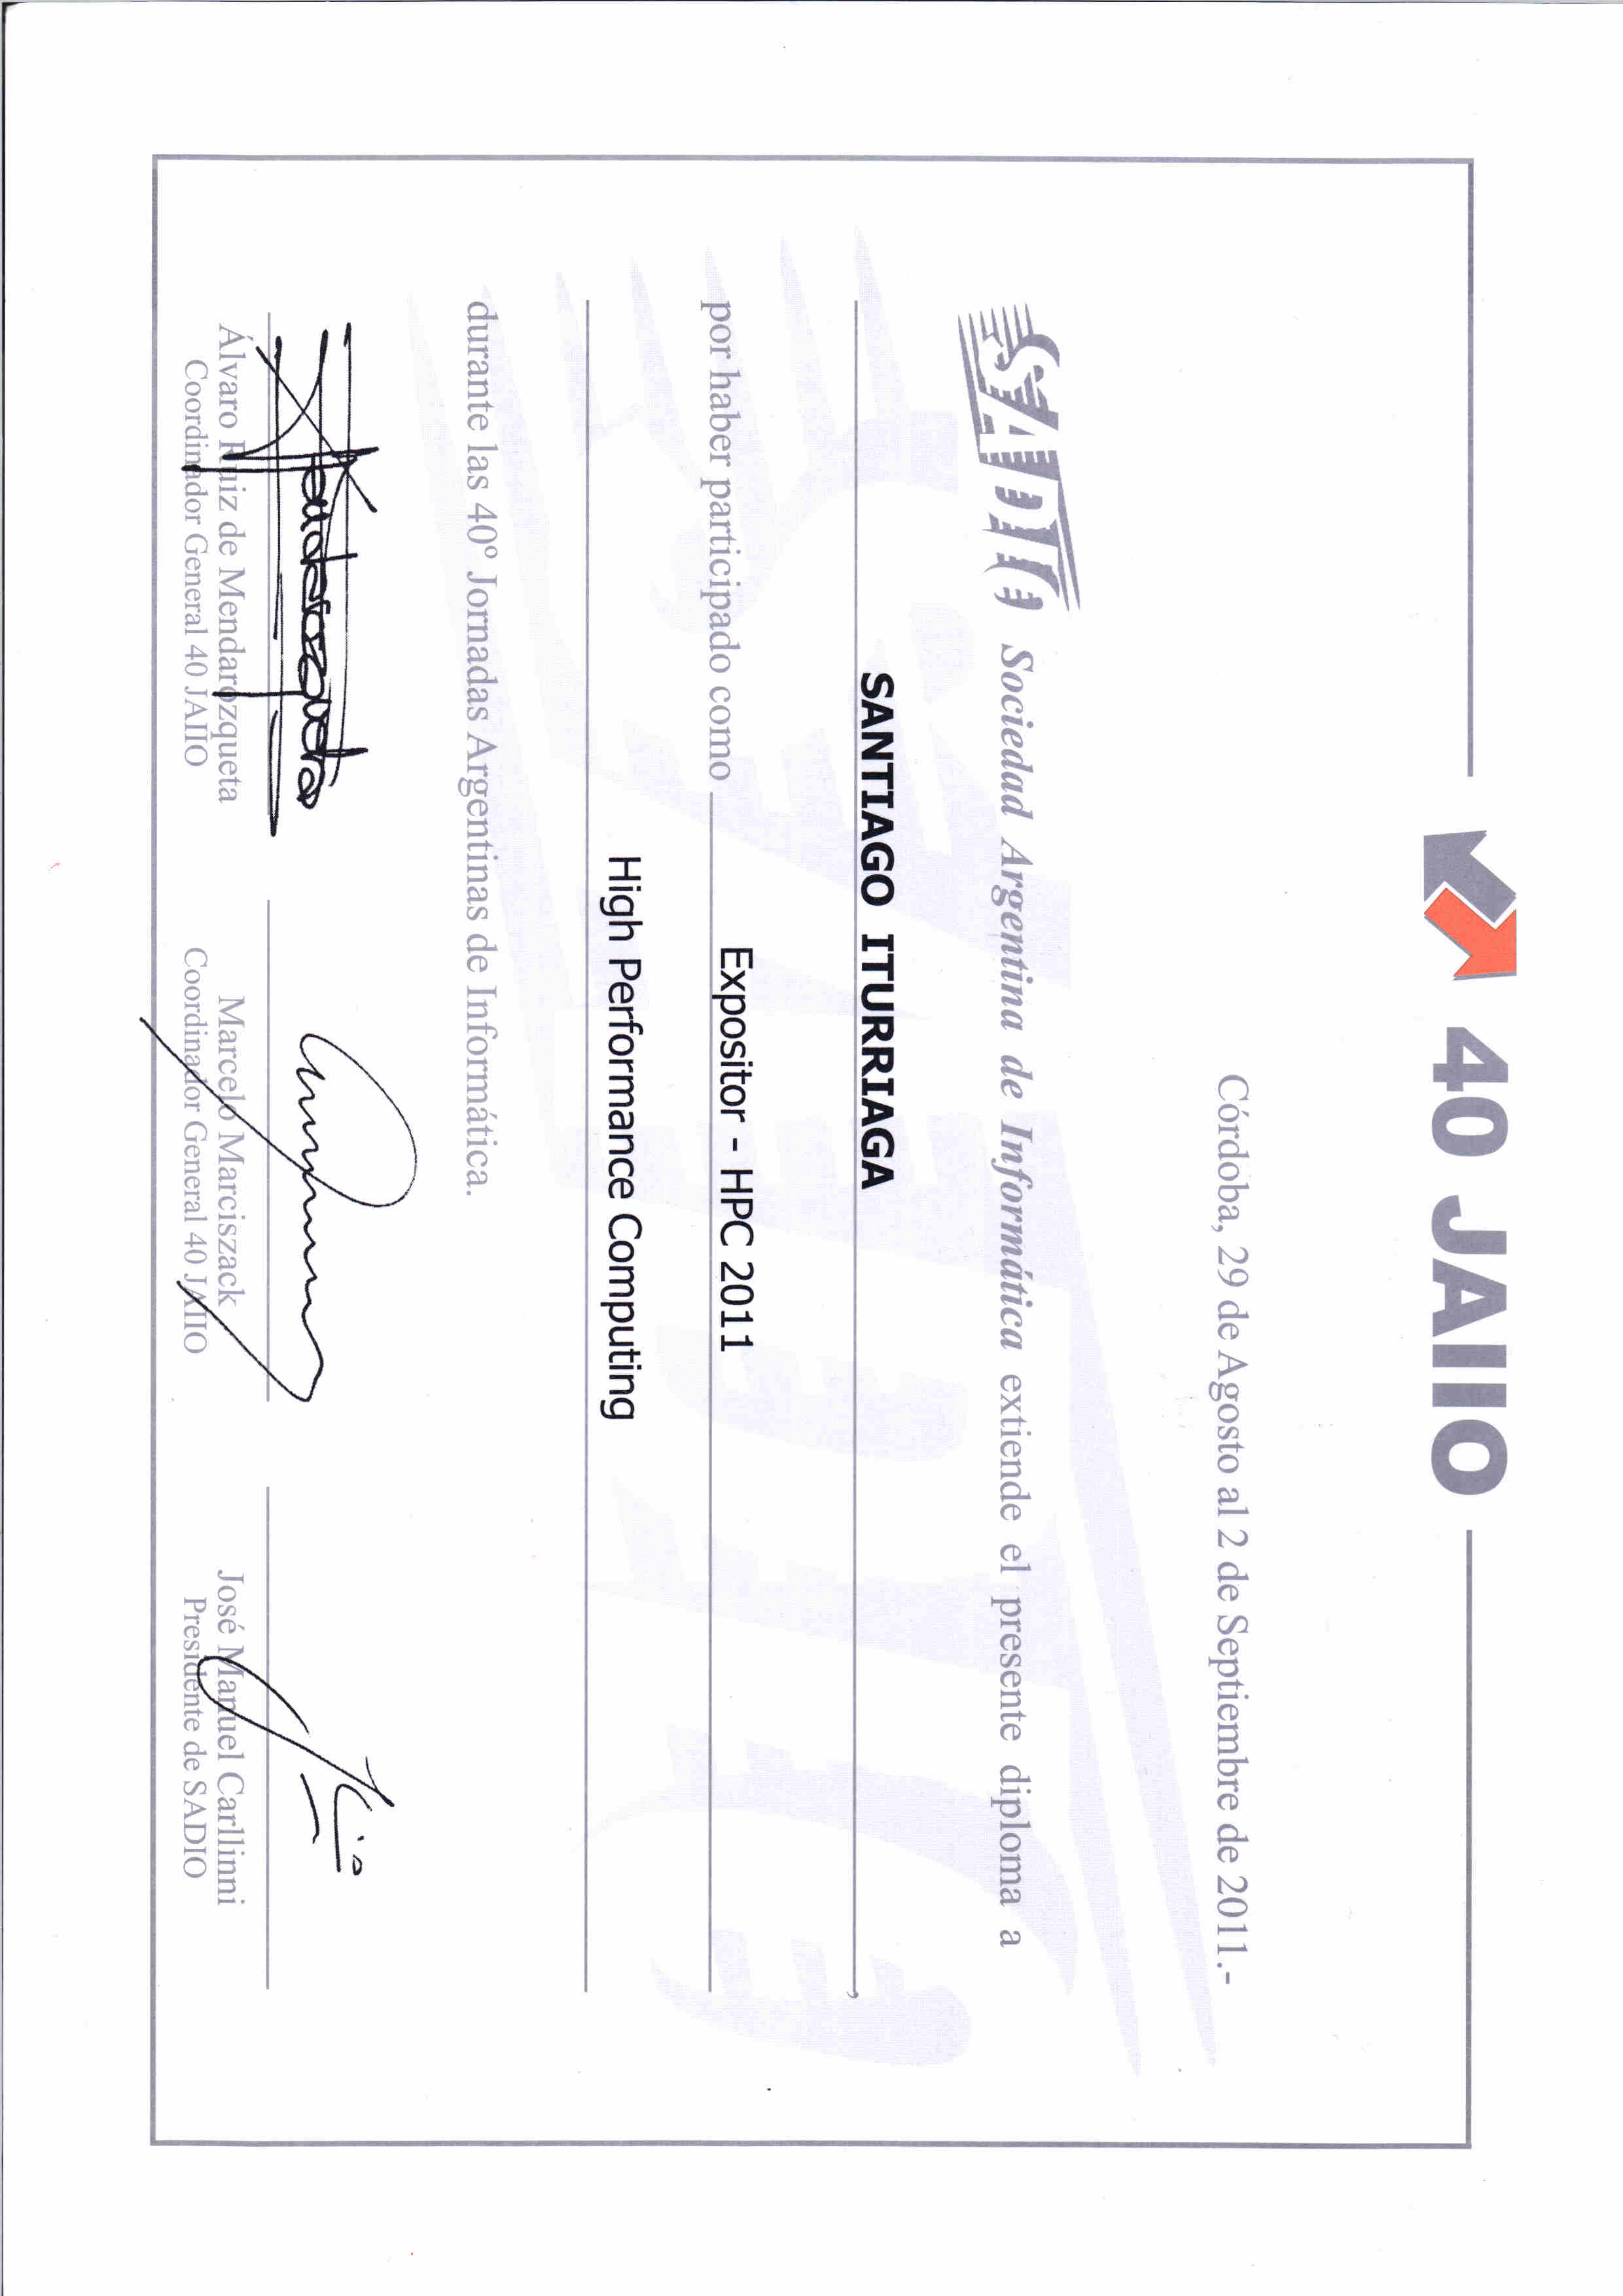 40 JAIIO
Córdoba, 29 de Agosto al 2 de Septiembre de 2011.-
SADIO Sociedad Argentina de Informática extiende el presente diploma a
SANTIAGO ITURRIAGA,
por haber participado como Expositor - HPC 2011
High Performance Computing
durante las 40º Jornadas Argentinas de Informática.
Álvaro Ruiz de Mendarozqueta
Coordinador General 40 JAIIO
Marcelo Marciszack
Coordinador General 40 JAIIO
José Manuel Carllinni
Presidente de SADIO